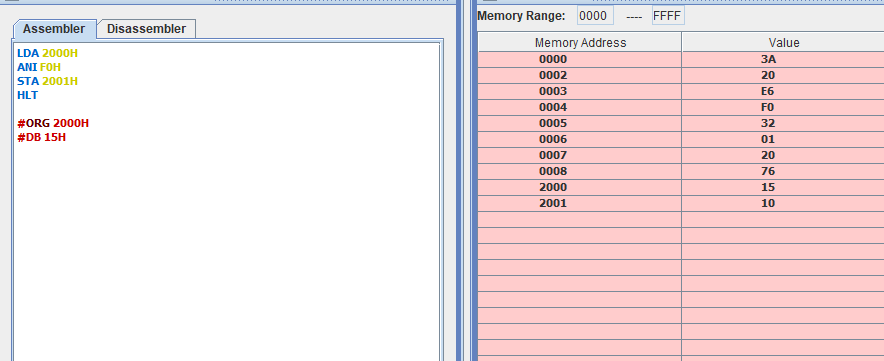 Assembler Disassembler
LDA 2000H
ANI F0H
STA 2001H
HLT
#ORG 2000H
#DB 15H
Memory Range: 0000 ---- FFFF
Memory Address Value
0000 3A
0002 20
0003 E6
0004 F0
0005 32
0006 01
0007 20
0008 76
2000 15
2001 10